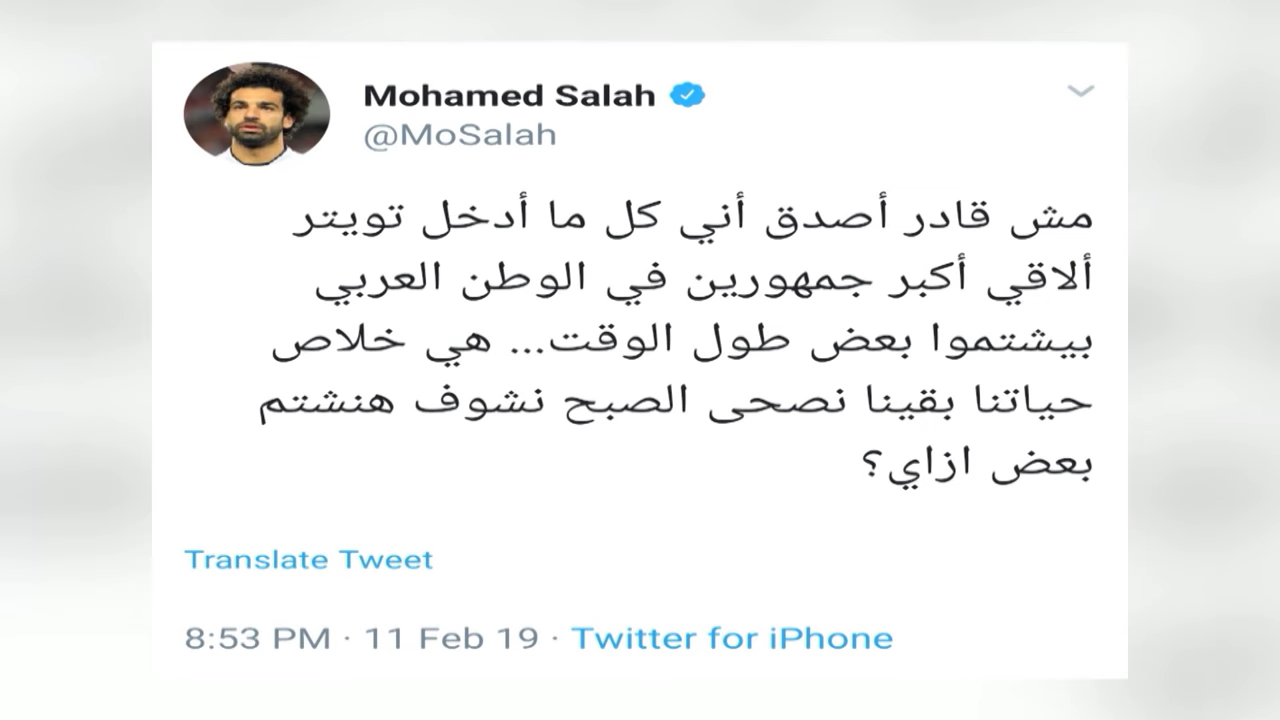 Mohamed Salah
@MoSalah
مش قادر أصدق أني كل ما أدخل تويتر
ألاقي أكبر جمهورين في الوطن العربي
بيشتموا بعض طول الوقت... هي خلاص
حياتنا بقينا نصحى الصبح نشوف هنشتم
بعض ازاي؟
Translate Tweet
8:53 PM · 11 Feb 19 · Twitter for iPhone